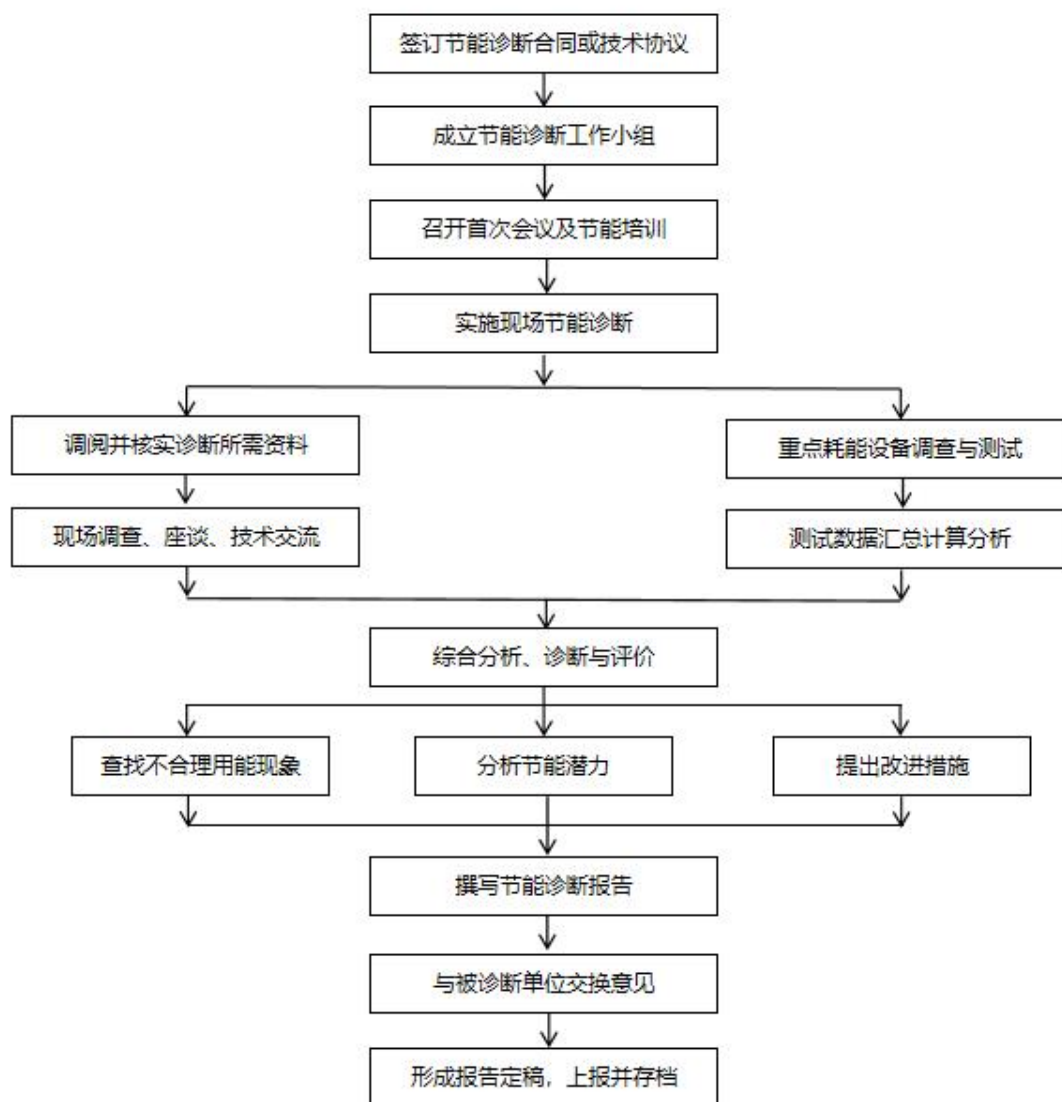 签订节能诊断合同或技术协议
成立节能诊断工作小组
召开首次会议及节能培训
实施现场节能诊断
调阅并核实诊断所需资料
重点耗能设备调查与测试
现场调查、座谈、技术交流
测试数据汇总计算分析
综合分析、诊断与评价
查找不合理用能现象
分析节能潜力
提出改进措施
撰写节能诊断报告
与被诊断单位交换意见
形成报告定稿，上报并存档